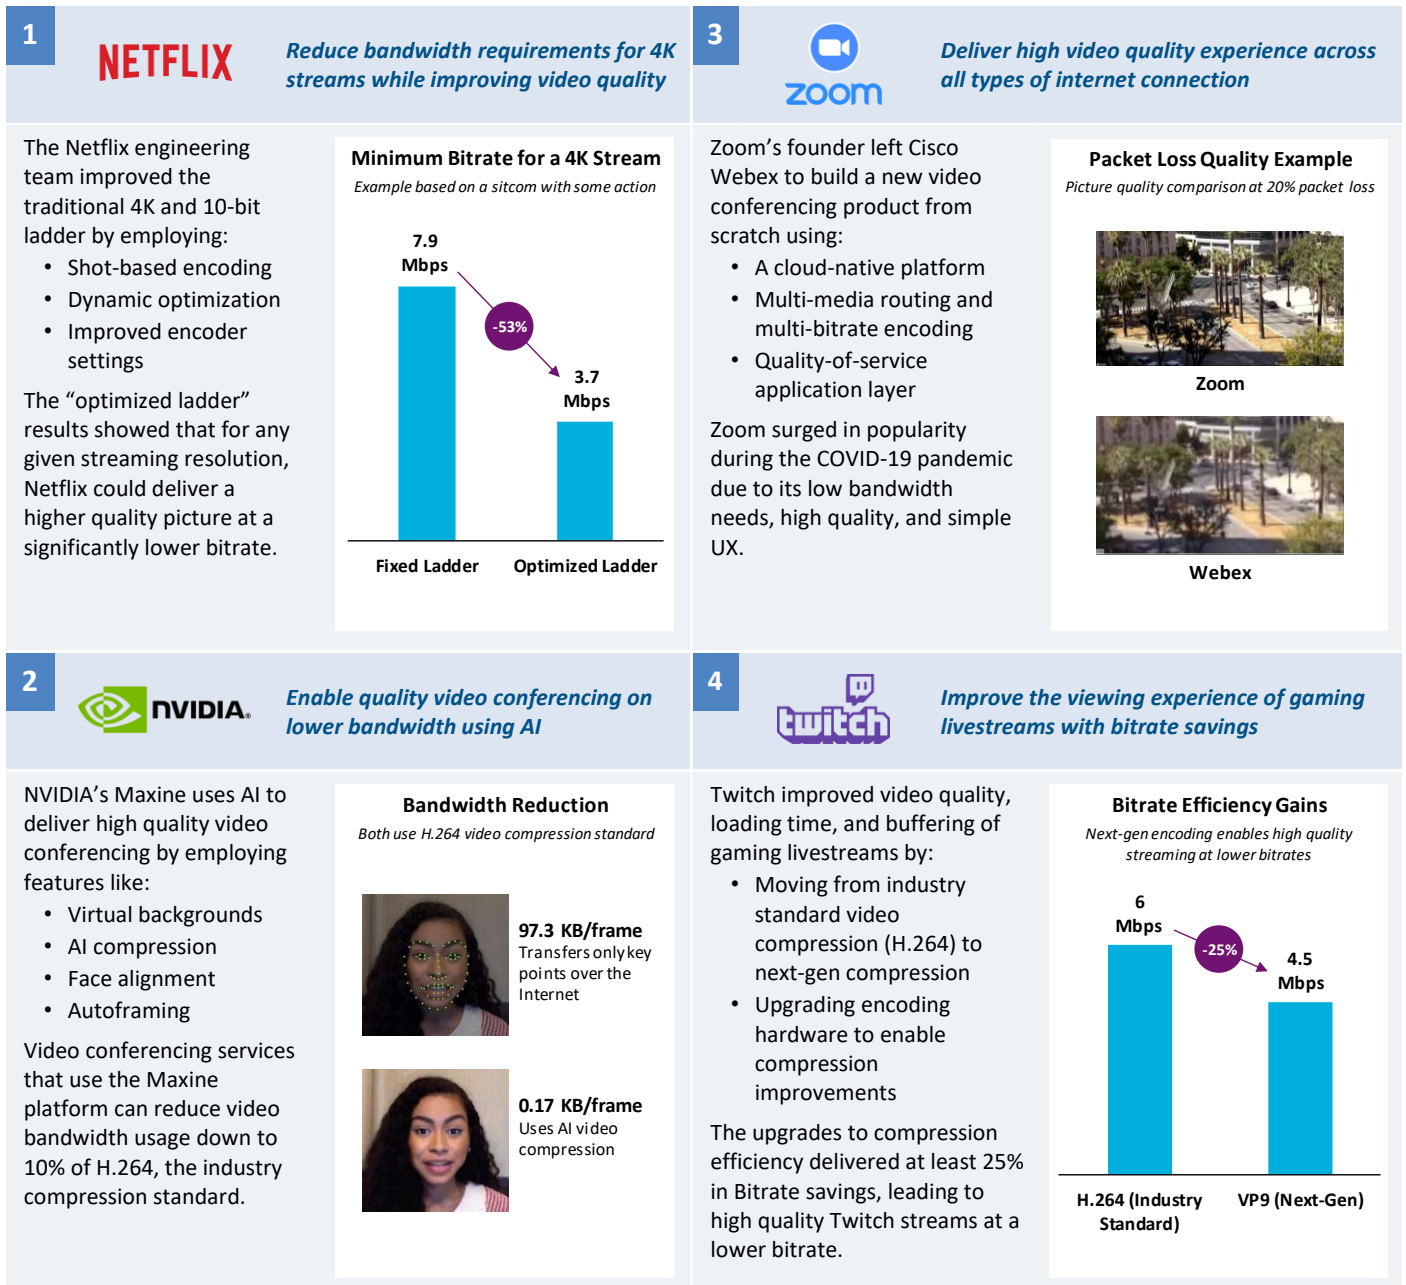 1
NETFLIX
Reduce bandwidth requirements for 4K
streams while improving video quality
The Netflix engineering
team improved the
traditional 4K and 10-bit
ladder by employing:
• Shot-based encoding
• Dynamic optimization
• Improved encoder
settings
The “optimized ladder”
results showed that for any
given streaming resolution,
Netflix could deliver a
higher quality picture at a
significantly lower bitrate.
Minimum Bitrate for a 4K Stream
Example based on a sitcom with some action
7.9
Mbps
-53%
3.7
Mbps
Fixed Ladder
Optimized Ladder
2
NVIDIA.
Enable quality video conferencing on
lower bandwidth using AI
NVIDIA’s Maxine uses AI to
deliver high quality video
conferencing by employing
features like:
• Virtual backgrounds
• AI compression
• Face alignment
• Autoframing
Video conferencing services
that use the Maxine
platform can reduce video
bandwidth usage down to
10% of H.264, the industry
compression standard.
Bandwidth Reduction
Both use H.264 video compression standard
97.3 KB/frame
Transfers only key
points over the
Internet
0.17 KB/frame
Uses AI video
compression
3
zoom
Deliver high video quality experience across
all types of internet connection
Zoom’s founder left Cisco
Webex to build a new video
conferencing product from
scratch using:
• A cloud-native platform
• Multi-media routing and
multi-bitrate encoding
• Quality-of-service
application layer
Zoom surged in popularity
during the COVID-19 pandemic
due to its low bandwidth
needs, high quality, and simple
UX.
Packet Loss Quality Example
Picture quality comparison at 20% packet loss
Zoom
Webex
4
twitch
Improve the viewing experience of gaming
livestreams with bitrate savings
Twitch improved video quality,
loading time, and buffering of
gaming livestreams by:
• Moving from industry
standard video
compression (H.264) to
next-gen compression
• Upgrading encoding
hardware to enable
compression
improvements
The upgrades to compression
efficiency delivered at least 25%
in Bitrate savings, leading to
high quality Twitch streams at a
lower bitrate.
Bitrate Efficiency Gains
Next-gen encoding enables high quality
streaming at lower bitrates
6
Mbps
-25%
4.5
Mbps
H.264 (Industry
Standard)
VP9 (Next-Gen)